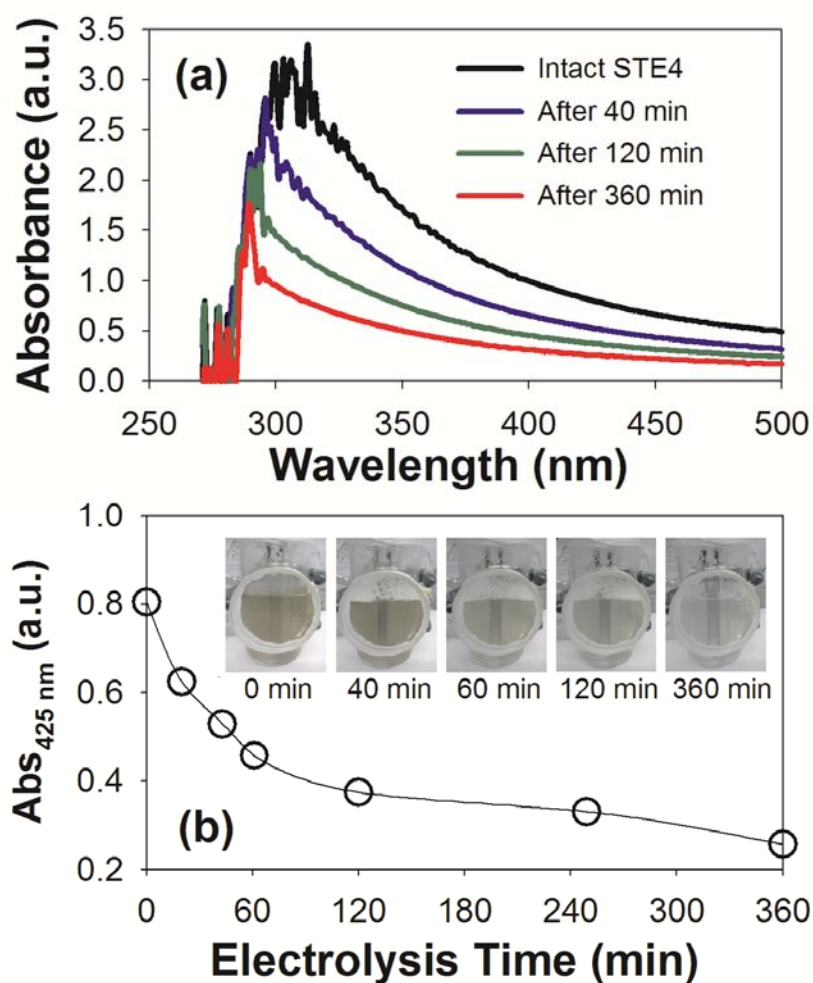 (a)
Intact STE4
After 40 min
After 120 min
After 360 min
Absorbance (a.u.)
3.5
3.0
2.5
2.0
1.5
1.0
0.5
0.0
250 300 350 400 450 500
Wavelength (nm)
Abs425 nm (a.u.)
1.0
0.8
0.6
0.4
0.2
0 min 40 min 60 min 120 min 360 min
(b)
0 60 120 180 240 300 360
Electrolysis Time (min)